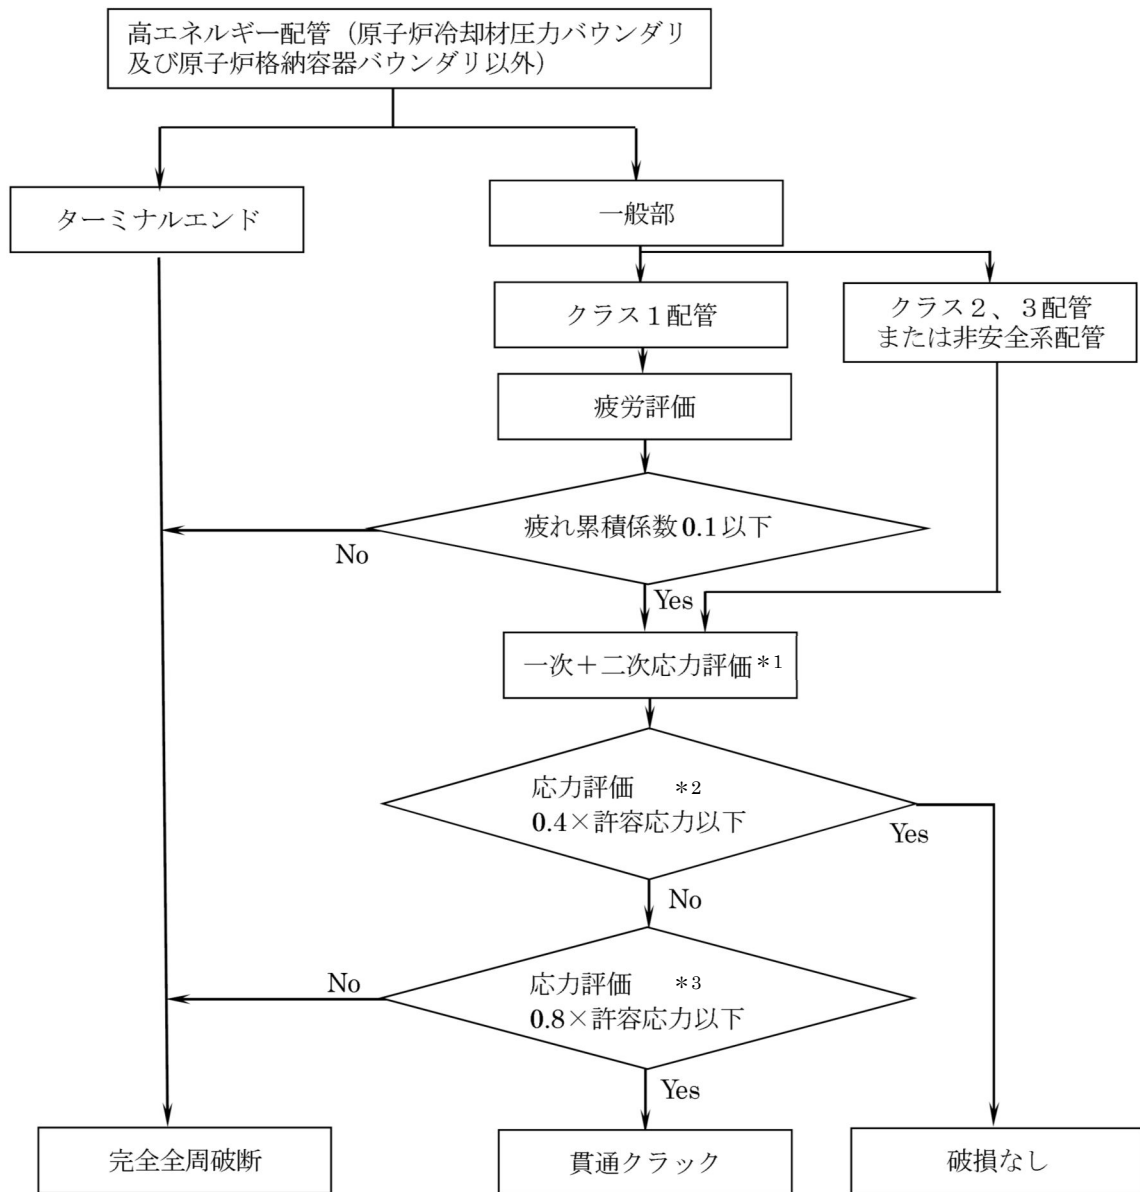 高エネルギー配管（原子炉冷却材圧力バウンダリ
及び原子炉格納容器バウンダリ以外）
ターミナルエンド
一般部
クラス１配管
クラス２、３配管
または非安全系配管
疲労評価
疲れ累積係数 0.1 以下
No
Yes
一次＋二次応力評価 *1
応力評価 *2
0.4×許容応力以下
Yes
No
応力評価 *3
0.8×許容応力以下
No
Yes
完全全周破断
貫通クラック
破損なし